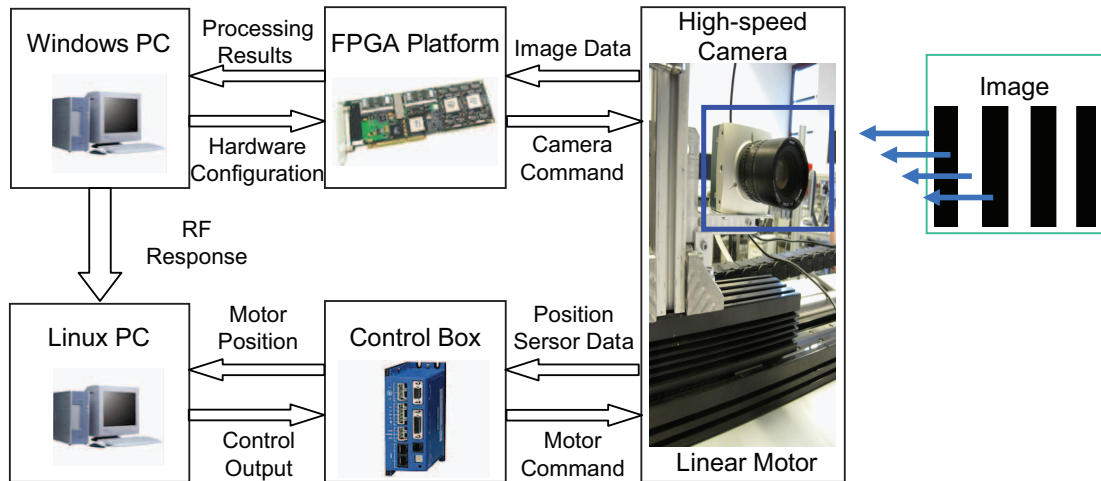 Windows PC
Processing
Results
Hardware
Configuration
FPGA Platform
Image Data
Camera
Command
High-speed
Camera
Image
RF
Response
Linux PC
Motor
Position
Control
Output
Control Box
Position
Sersor Data
Motor
Command
Linear Motor